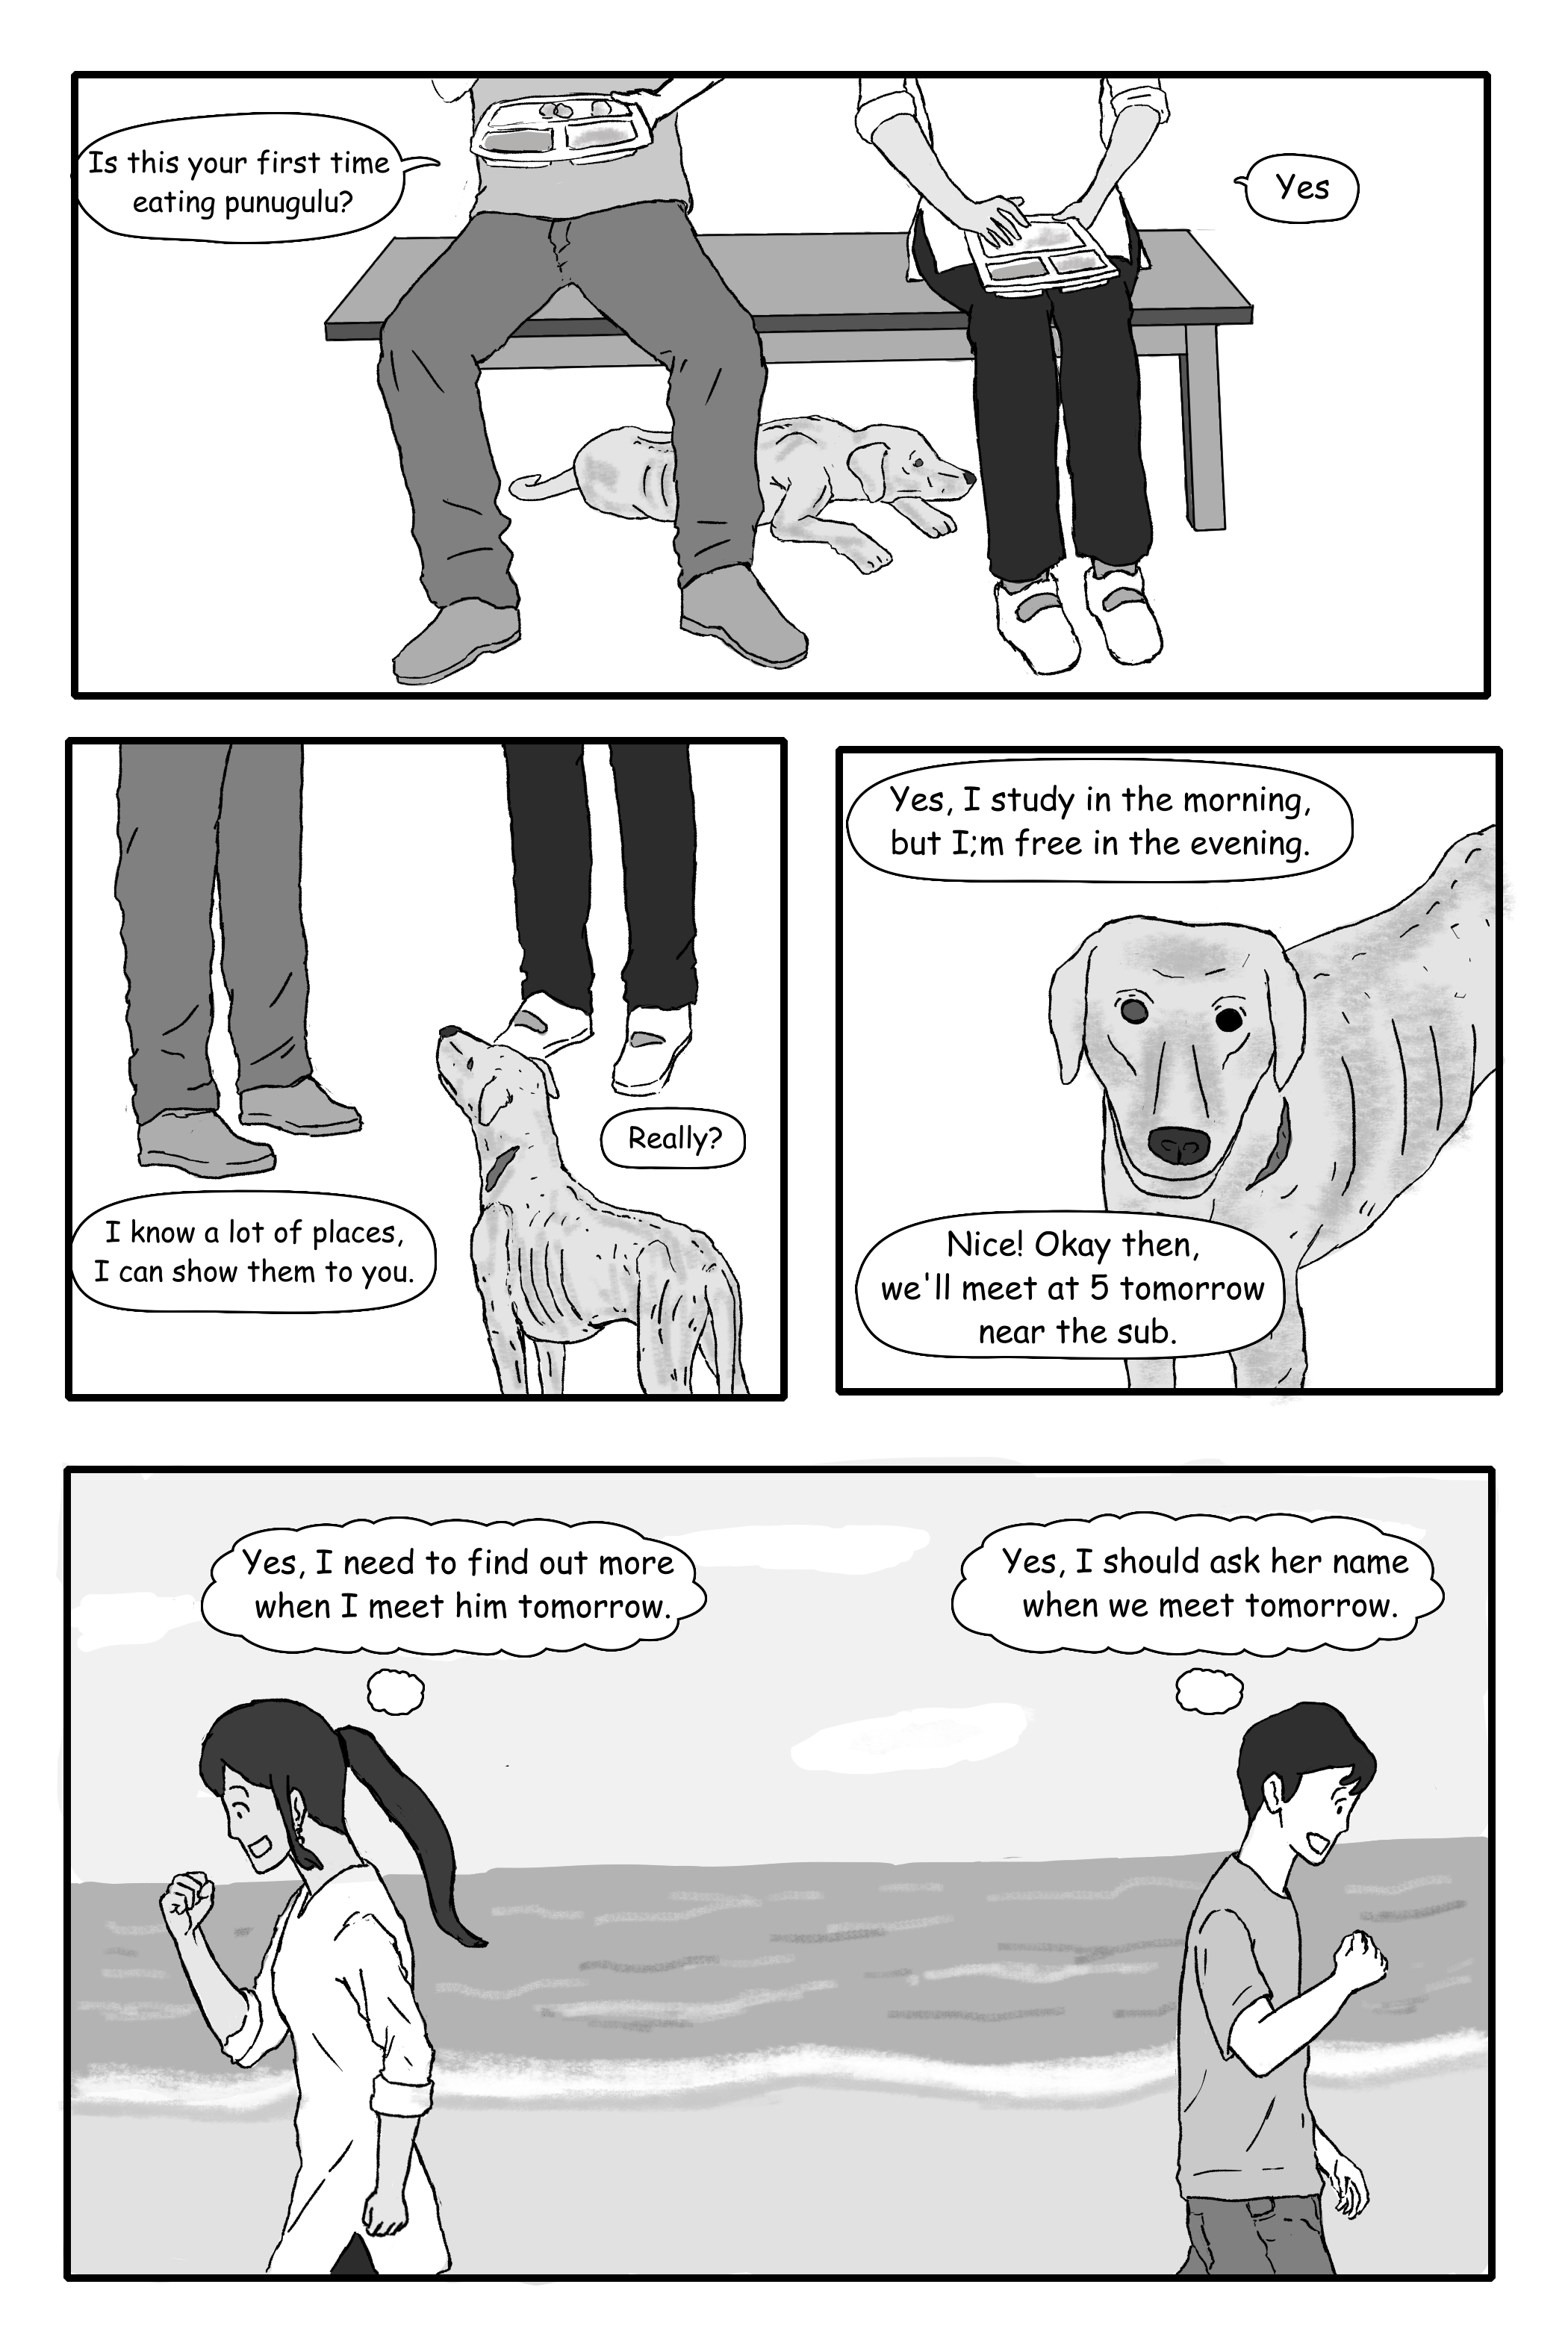 Is this your first time
eating punugulu?
Yes
Really?
I know a lot of places,
I can show them to you.
Yes, I study in the morning,
but I;m free in the evening.
Nice! Okay then,
we'll meet at 5 tomorrow
near the sub.
Yes, I need to find out more
when I meet him tomorrow.
Yes, I should ask her name
when we meet tomorrow.